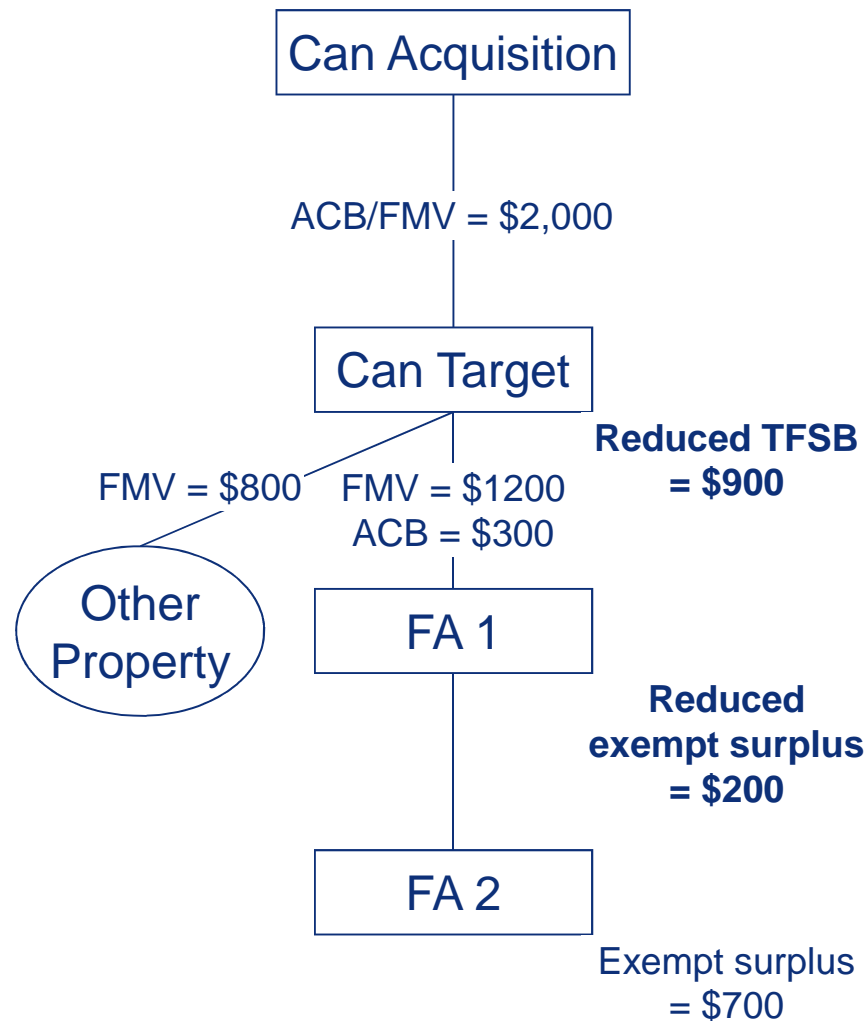 Can Acquisition
ACB/FMV = $2,000
Can Target
Reduced TFSB
= $900
FMV = $800
FMV = $1200
ACB = $300
Other
Property
FA 1
Reduced
exempt surplus
= $200
FA 2
Exempt surplus
= $700